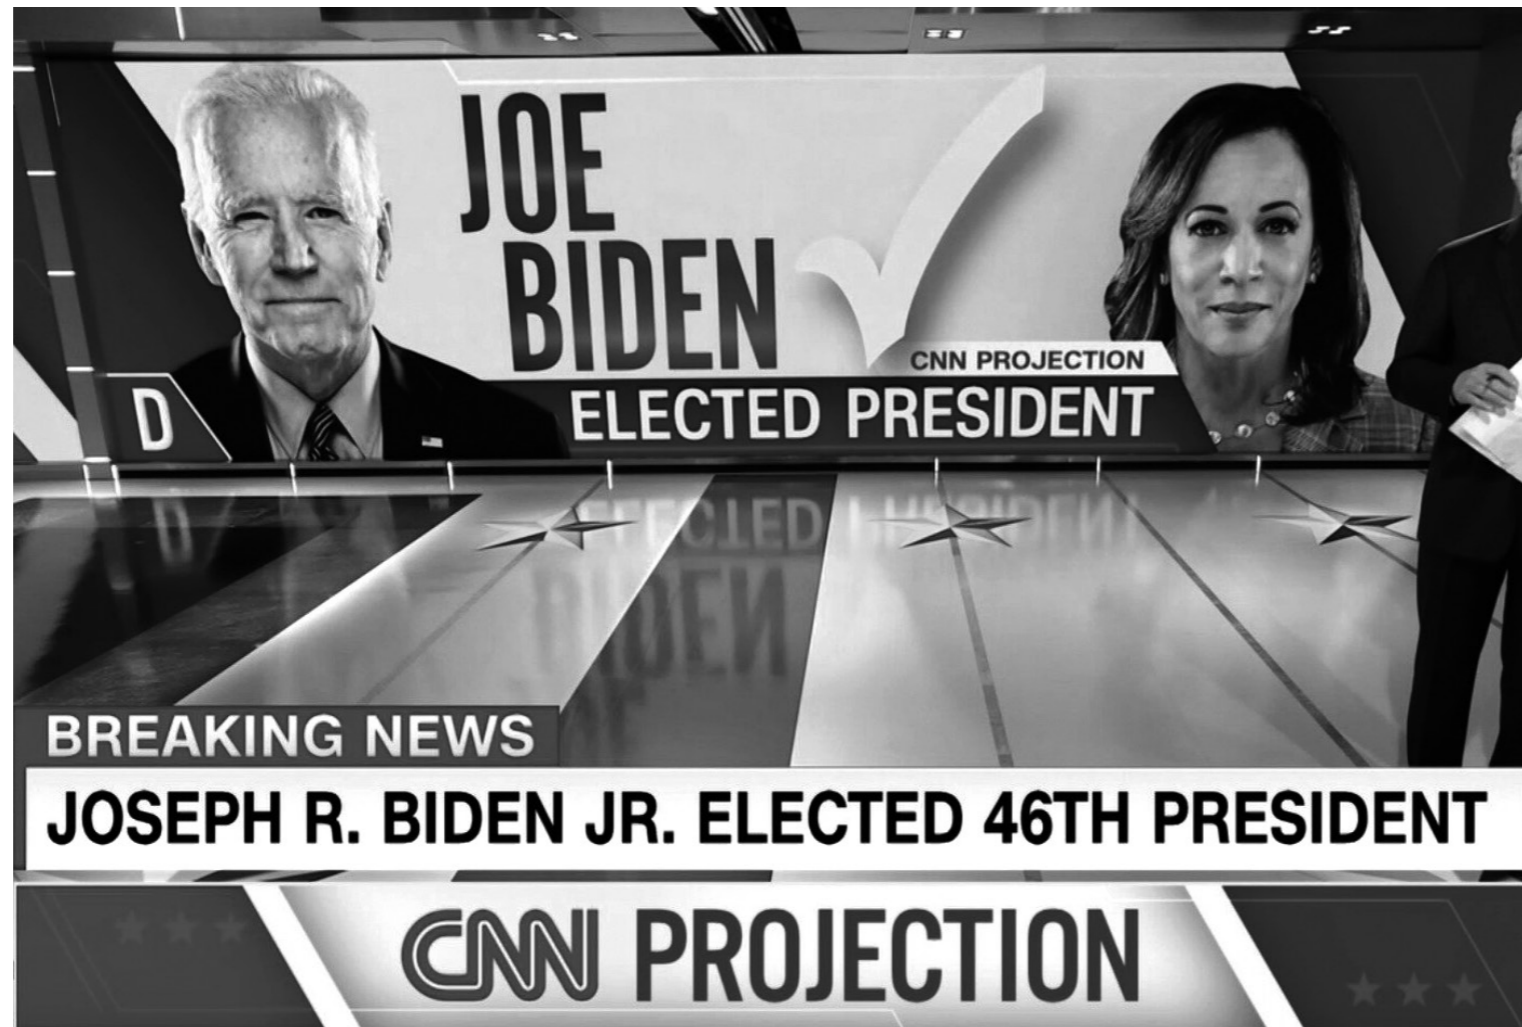 JOE
BIDEN
CNN PROJECTION
D
ELECTED PRESIDENT
BREAKING NEWS
JOSEPH R. BIDEN JR. ELECTED 46TH PRESIDENT
CNN PROJECTION